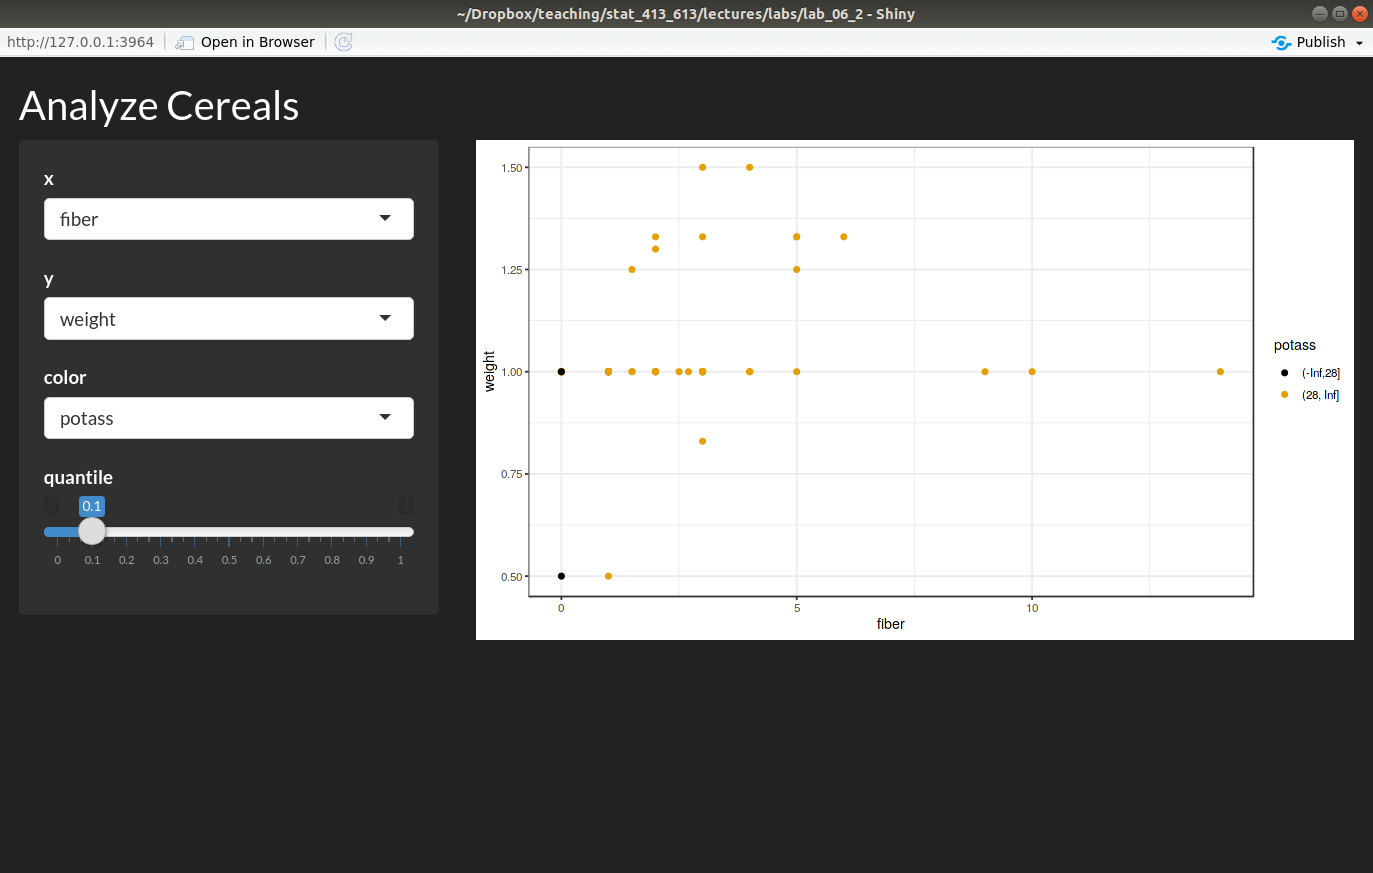 ~/Dropbox/teaching/stat_413_613/lectures/labs/lab_06_2 - Shiny
http://127.0.0.1:3964
Open in Browser
Publish
Analyze Cereals
x
fiber
y
weight
color
potass
quantile
0 0.1 1
0 0.1 0.2 0.3 0.4 0.5 0.6 0.7 0.8 0.9 1
weight
1.50
1.25
1.00
0.75
0.50
0 5 10
fiber
potass
(-Inf,28]
(28, Inf]